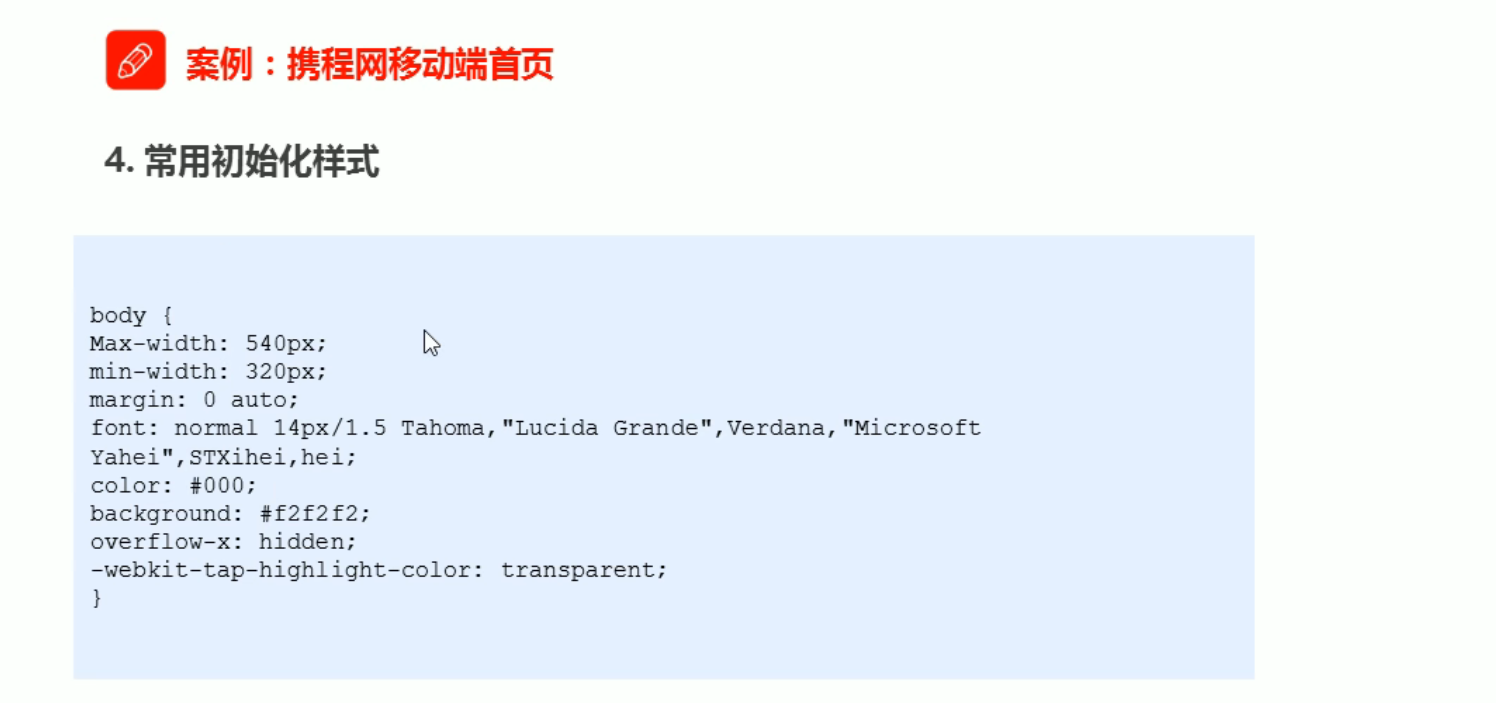 案例：携程网移动端首页
4. 常用初始化样式
body {
Max-width: 540px;
min-width: 320px;
margin: 0 auto;
font: normal 14px/1.5 Tahoma,"Lucida Grande",Verdana,"Microsoft
Yahei",STXihei,hei;
color: #000;
background: #f2f2f2;
overflow-x: hidden;
-webkit-tap-highlight-color: transparent;
}